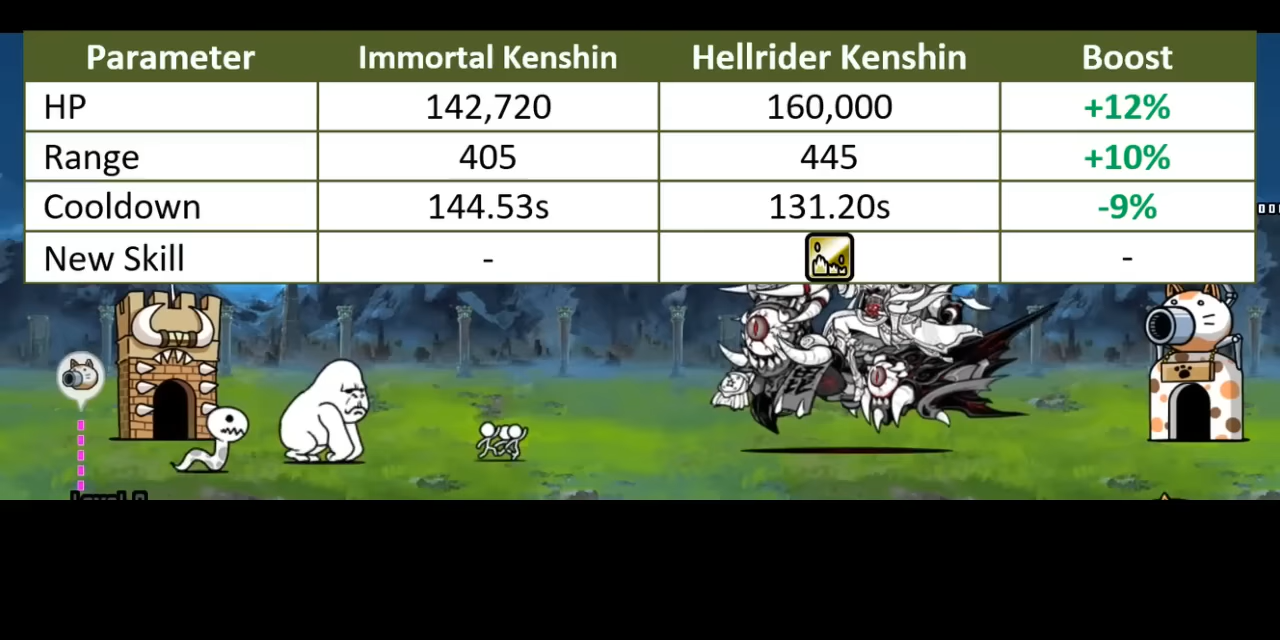 Parameter Immortal Kenshin Hellrider Kenshin Boost
HP 142,720 160,000 +12%
Range 405 445 +10%
Cooldown 144.53s 131.20s -9%
New Skill - -